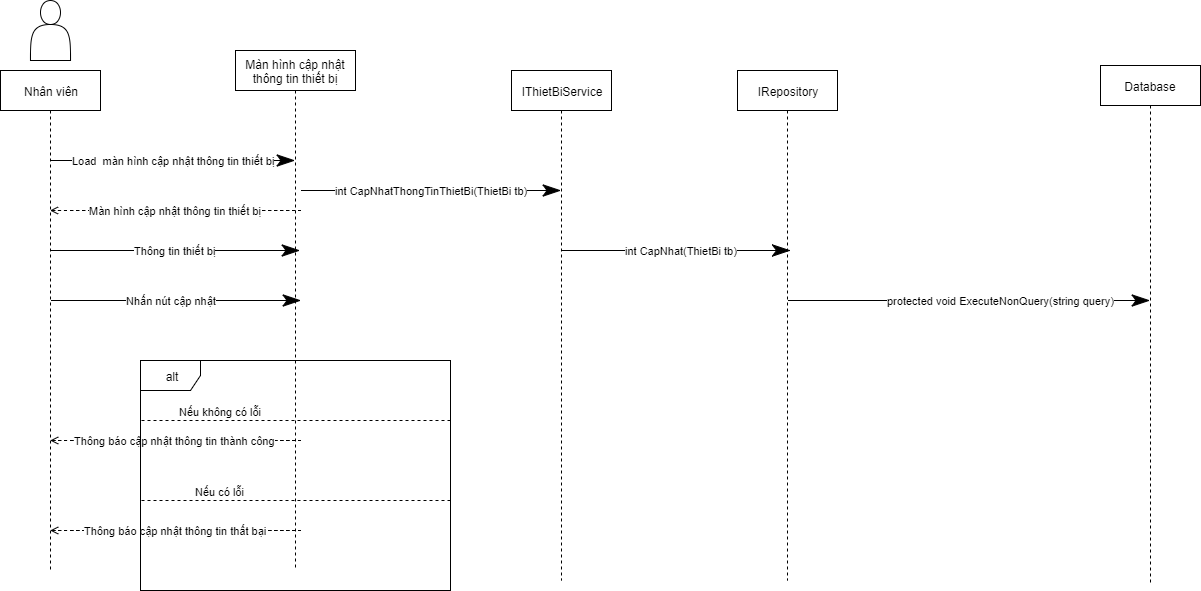 Nhân viên
Màn hình cập nhật
thông tin thiết bị
IThietBiService
IRepository
Database
Load  màn hình cập nhật thông tin thiết bị
int CapNhatThongTinThietBi(ThietBi tb)
Màn hình cập nhật thông tin thiết bị
Thông tin thiết bị
int CapNhat(ThietBi tb)
Nhấn nút cập nhật
protected void ExecuteNonQuery(string query)
alt
Nếu không có lỗi
Thông báo cập nhật thông tin thành công
Nếu có lỗi
Thông báo cập nhật thông tin thất bại